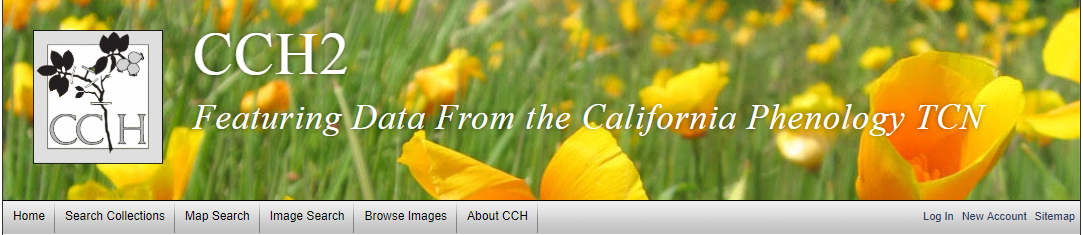 CCH2
Featuring Data From the California Phenology TCN
CCH
Home Search Collections Map Search Image Search Browse Images About CCH Log In New Account Sitemap